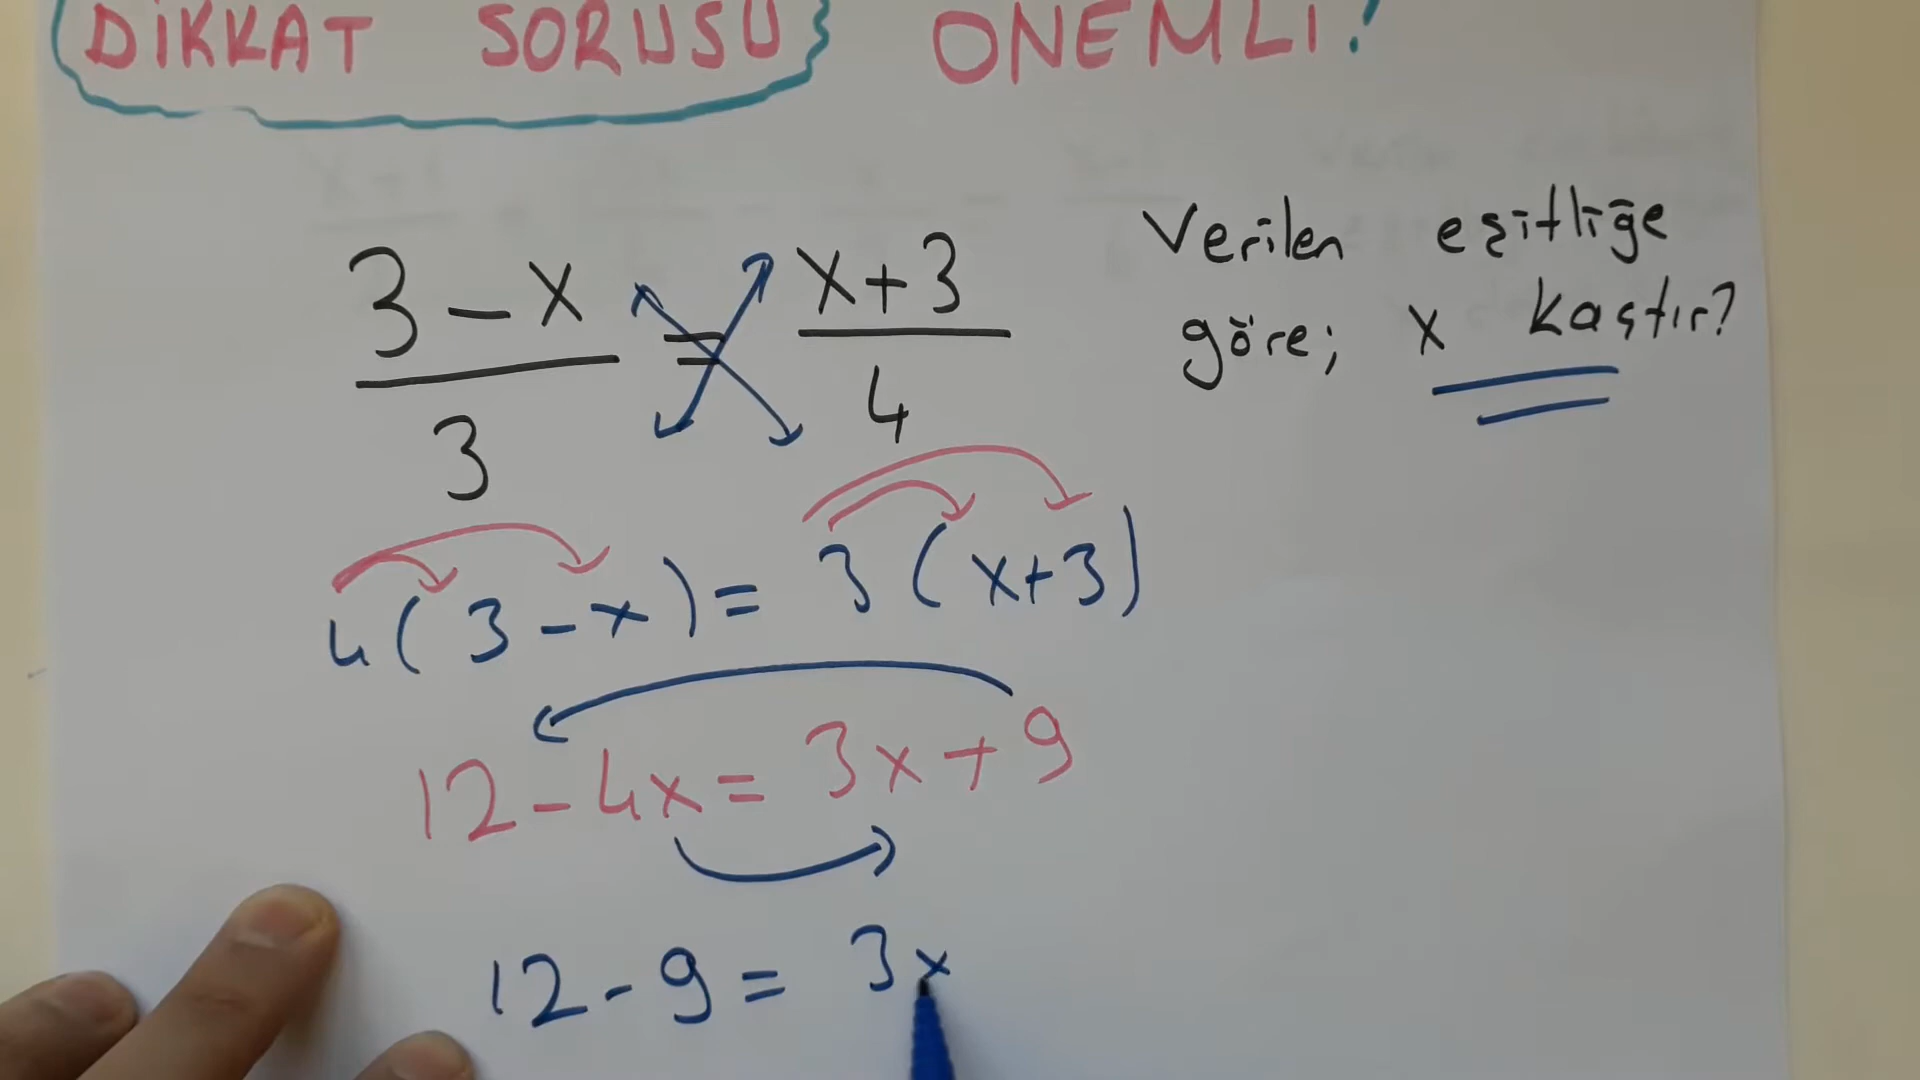 DİKKAT SORUSU ÖNEMLİ!
3-x / 3 = x+3 / 4
Verilen eşitliğe
göre; x kaçtır?
4(3-x) = 3(x+3)
12-4x = 3x+9
12-9 = 3x